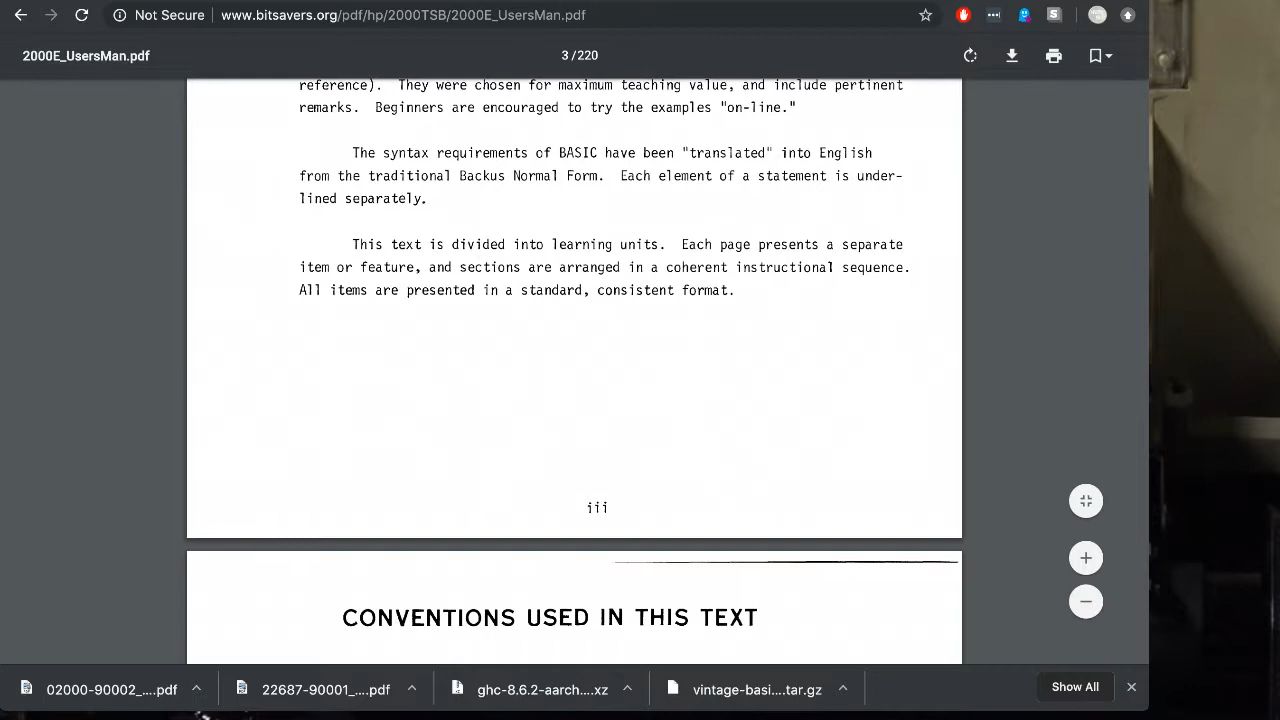 Not Secure
www.bitsavers.org/pdf/hp/2000TSB/2000E_UsersMan.pdf
2000E_UsersMan.pdf
3 / 220
reference). They were chosen for maximum teaching value, and include pertinent
remarks. Beginners are encouraged to try the examples "on-line."
The syntax requirements of BASIC have been "translated" into English
from the traditional Backus Normal Form. Each element of a statement is under-
lined separately.
This text is divided into learning units. Each page presents a separate
item or feature, and sections are arranged in a coherent instructional sequence.
All items are presented in a standard, consistent format.
iii
CONVENTIONS USED IN THIS TEXT
02000-90002_....pdf
22687-90001_....pdf
ghc-8.6.2-aarch....xz
vintage-basi....tar.gz
Show All